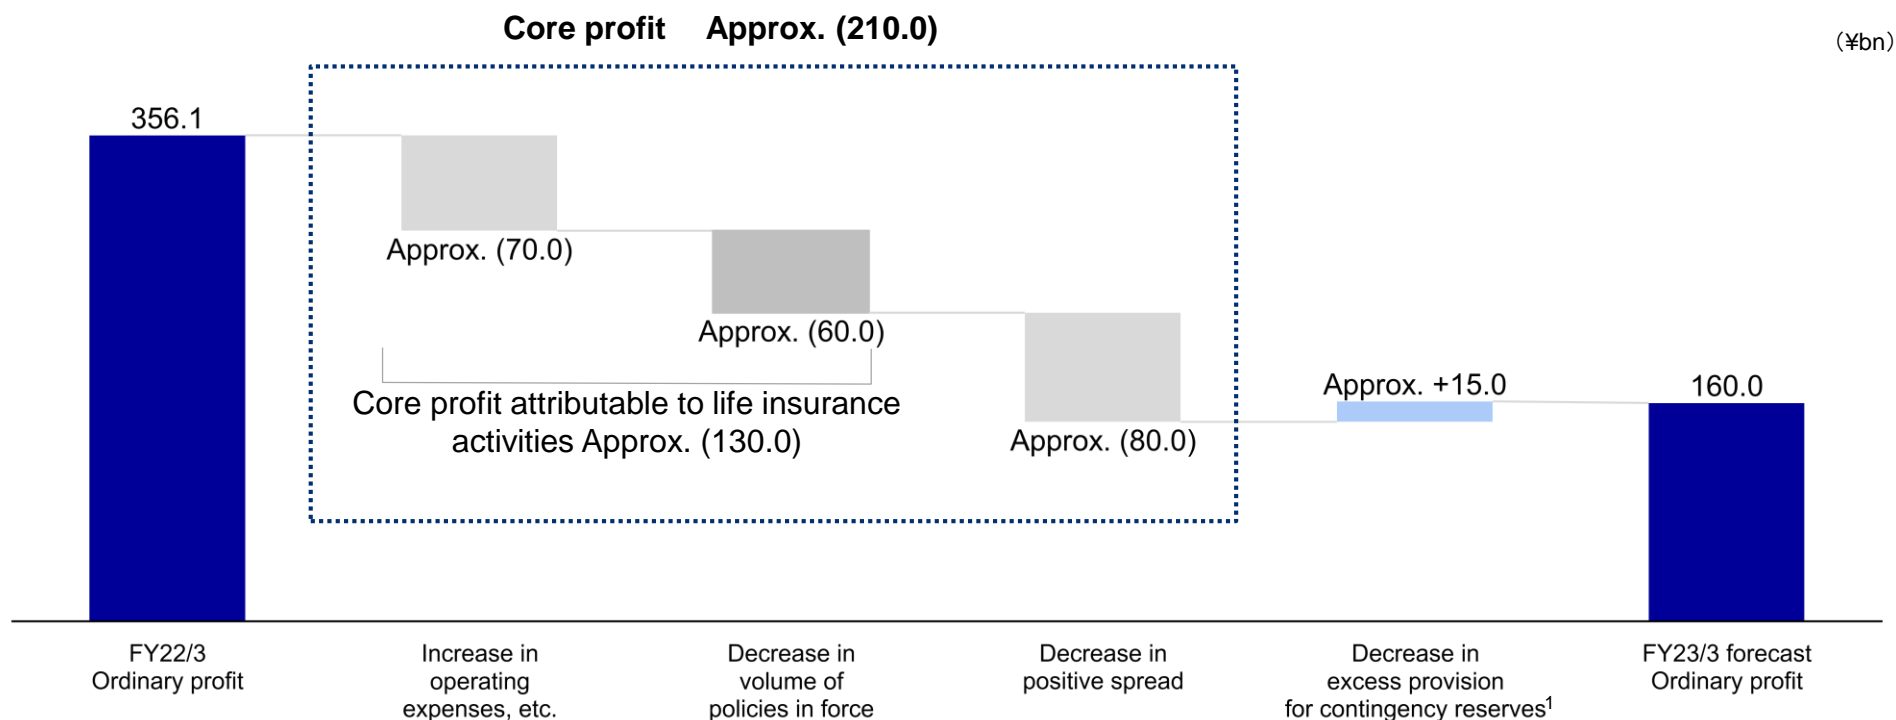 Core profit Approx. (210.0)
（¥bn）
356.1
Approx. (70.0)
Approx. (60.0)
Core profit attributable to life insurance
activities Approx. (130.0)
Approx. (80.0)
Approx. +15.0
160.0
FY22/3
Ordinary profit
Increase in
operating
expenses, etc.
Decrease in
volume of
policies in force
Decrease in
positive spread
Decrease in
excess provision
for contingency reserves¹
FY23/3 forecast
Ordinary profit